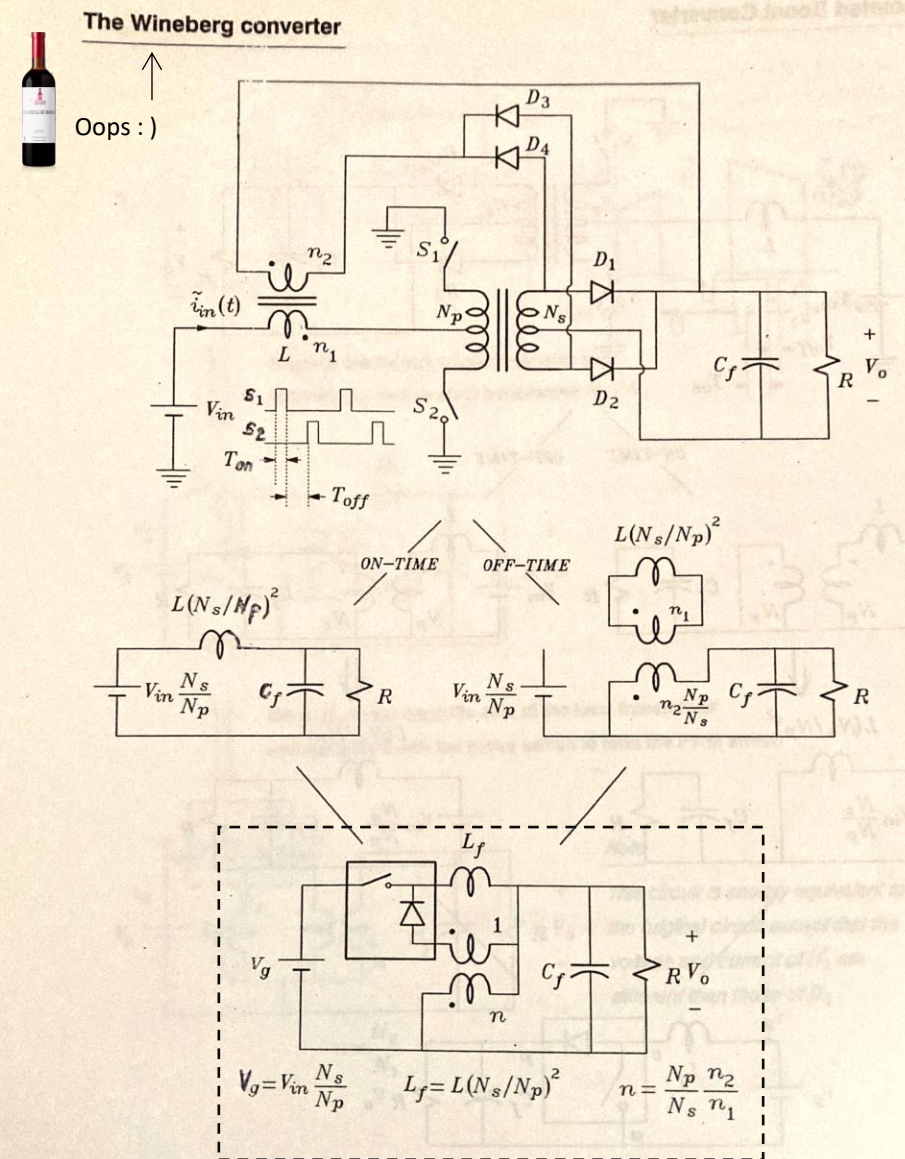 The Wineberg converter
Oops : )
D3
D4
n2
S1
D1
ĩin(t)
Np
Ns
L
n1
Cf
R
+
Vo
−
D2
Vin
S1
S2
S2
Ton
Toff
L(Ns/Np)²
ON–TIME
OFF–TIME
n1
L(Ns/Np)²
Vin Ns/Np
Cf
R
Vin Ns/Np
n2 Np/Ns
Cf
R
Lf
1
Vg
n
Cf
R
+
Vo
−
Vg=Vin Ns/Np Lf= L(Ns/Np)² n= Np/Ns n2/n1